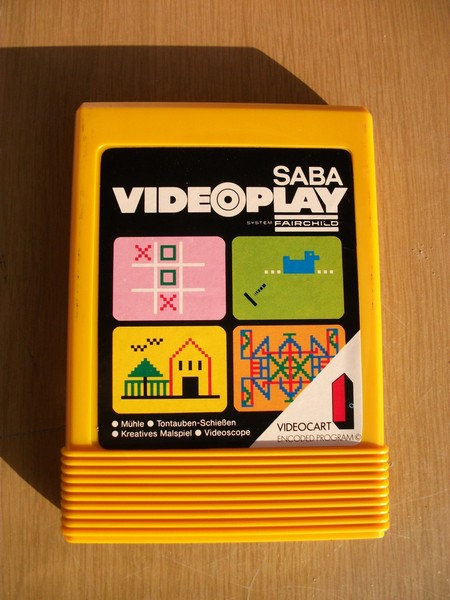 SABA
VIDEOPLAY
SYSTEM FAIRCHILD
● Mühle ● Tontauben-Schießen
● Kreatives Malspiel ● Videoscope
VIDEOCART 1
ENCODED PROGRAM ©